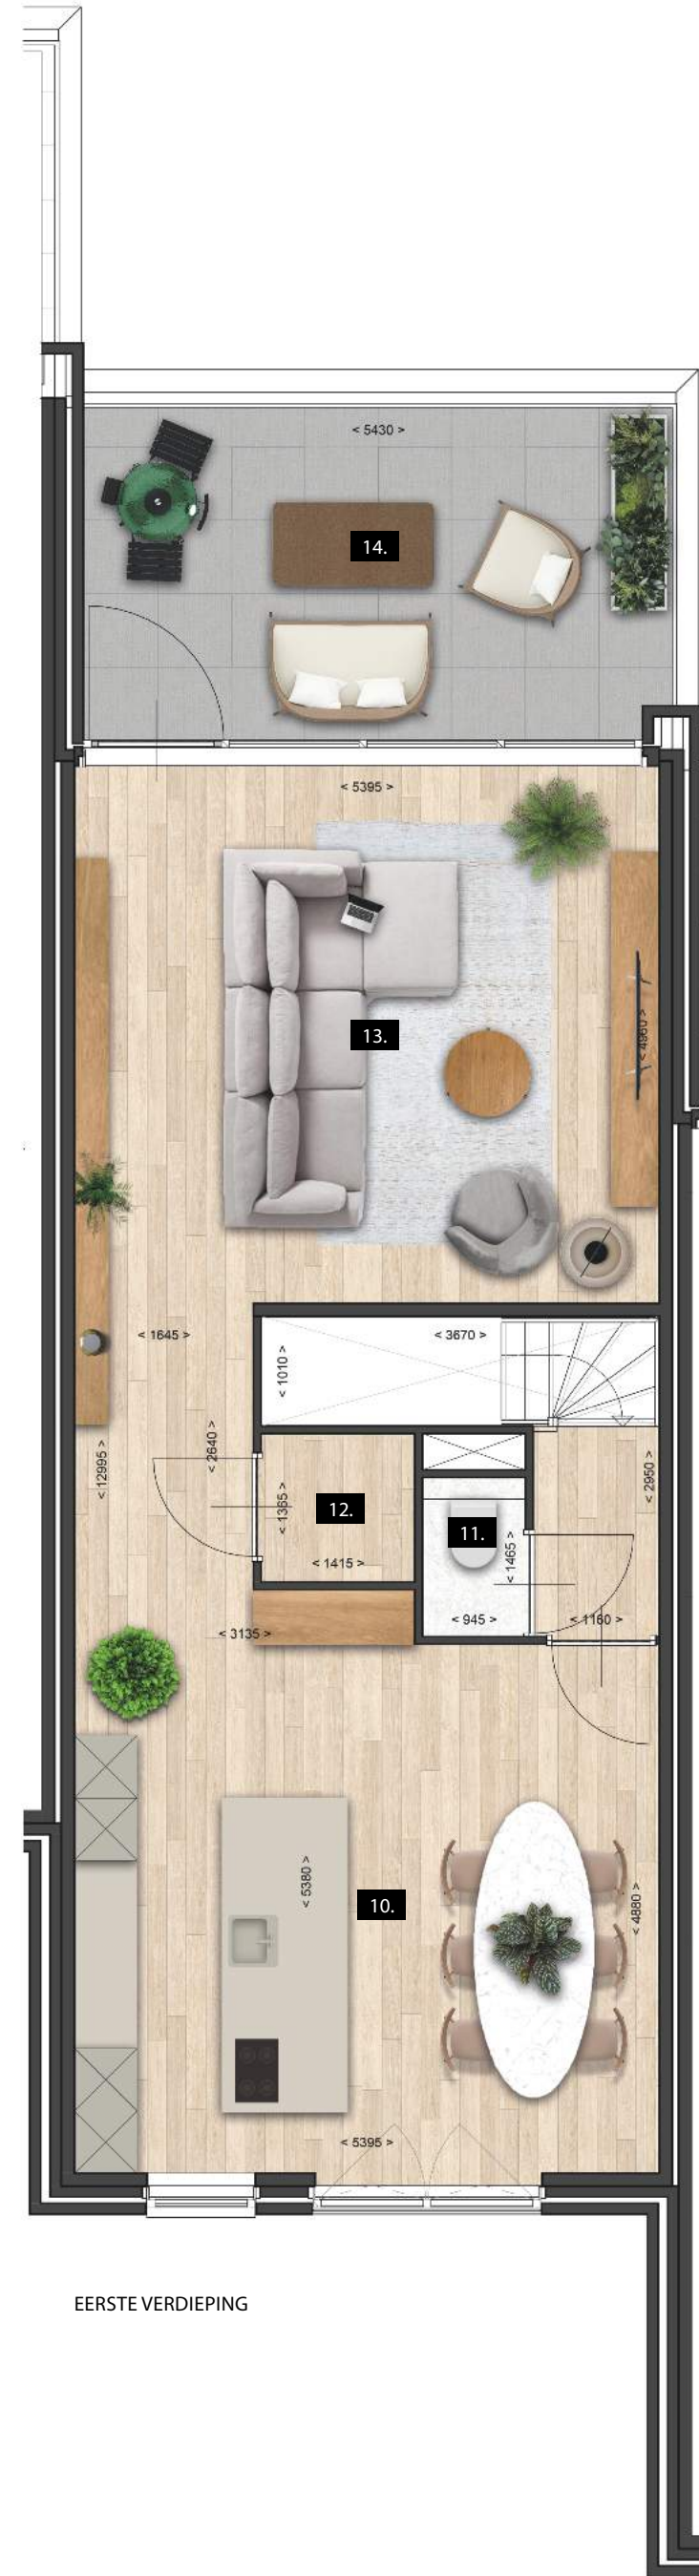 < 5430 >
14.
< 5395 >
13.
< 4960 >
< 1645 >
< 3670 >
< 1010 >
< 2640 >
< 12995 >
< 2950 >
< 1365 >
12.
11.
< 1465 >
< 1415 >
< 945 >
< 1160 >
< 3135 >
< 5380 >
10.
< 4880 >
< 5395 >
EERSTE VERDIEPING